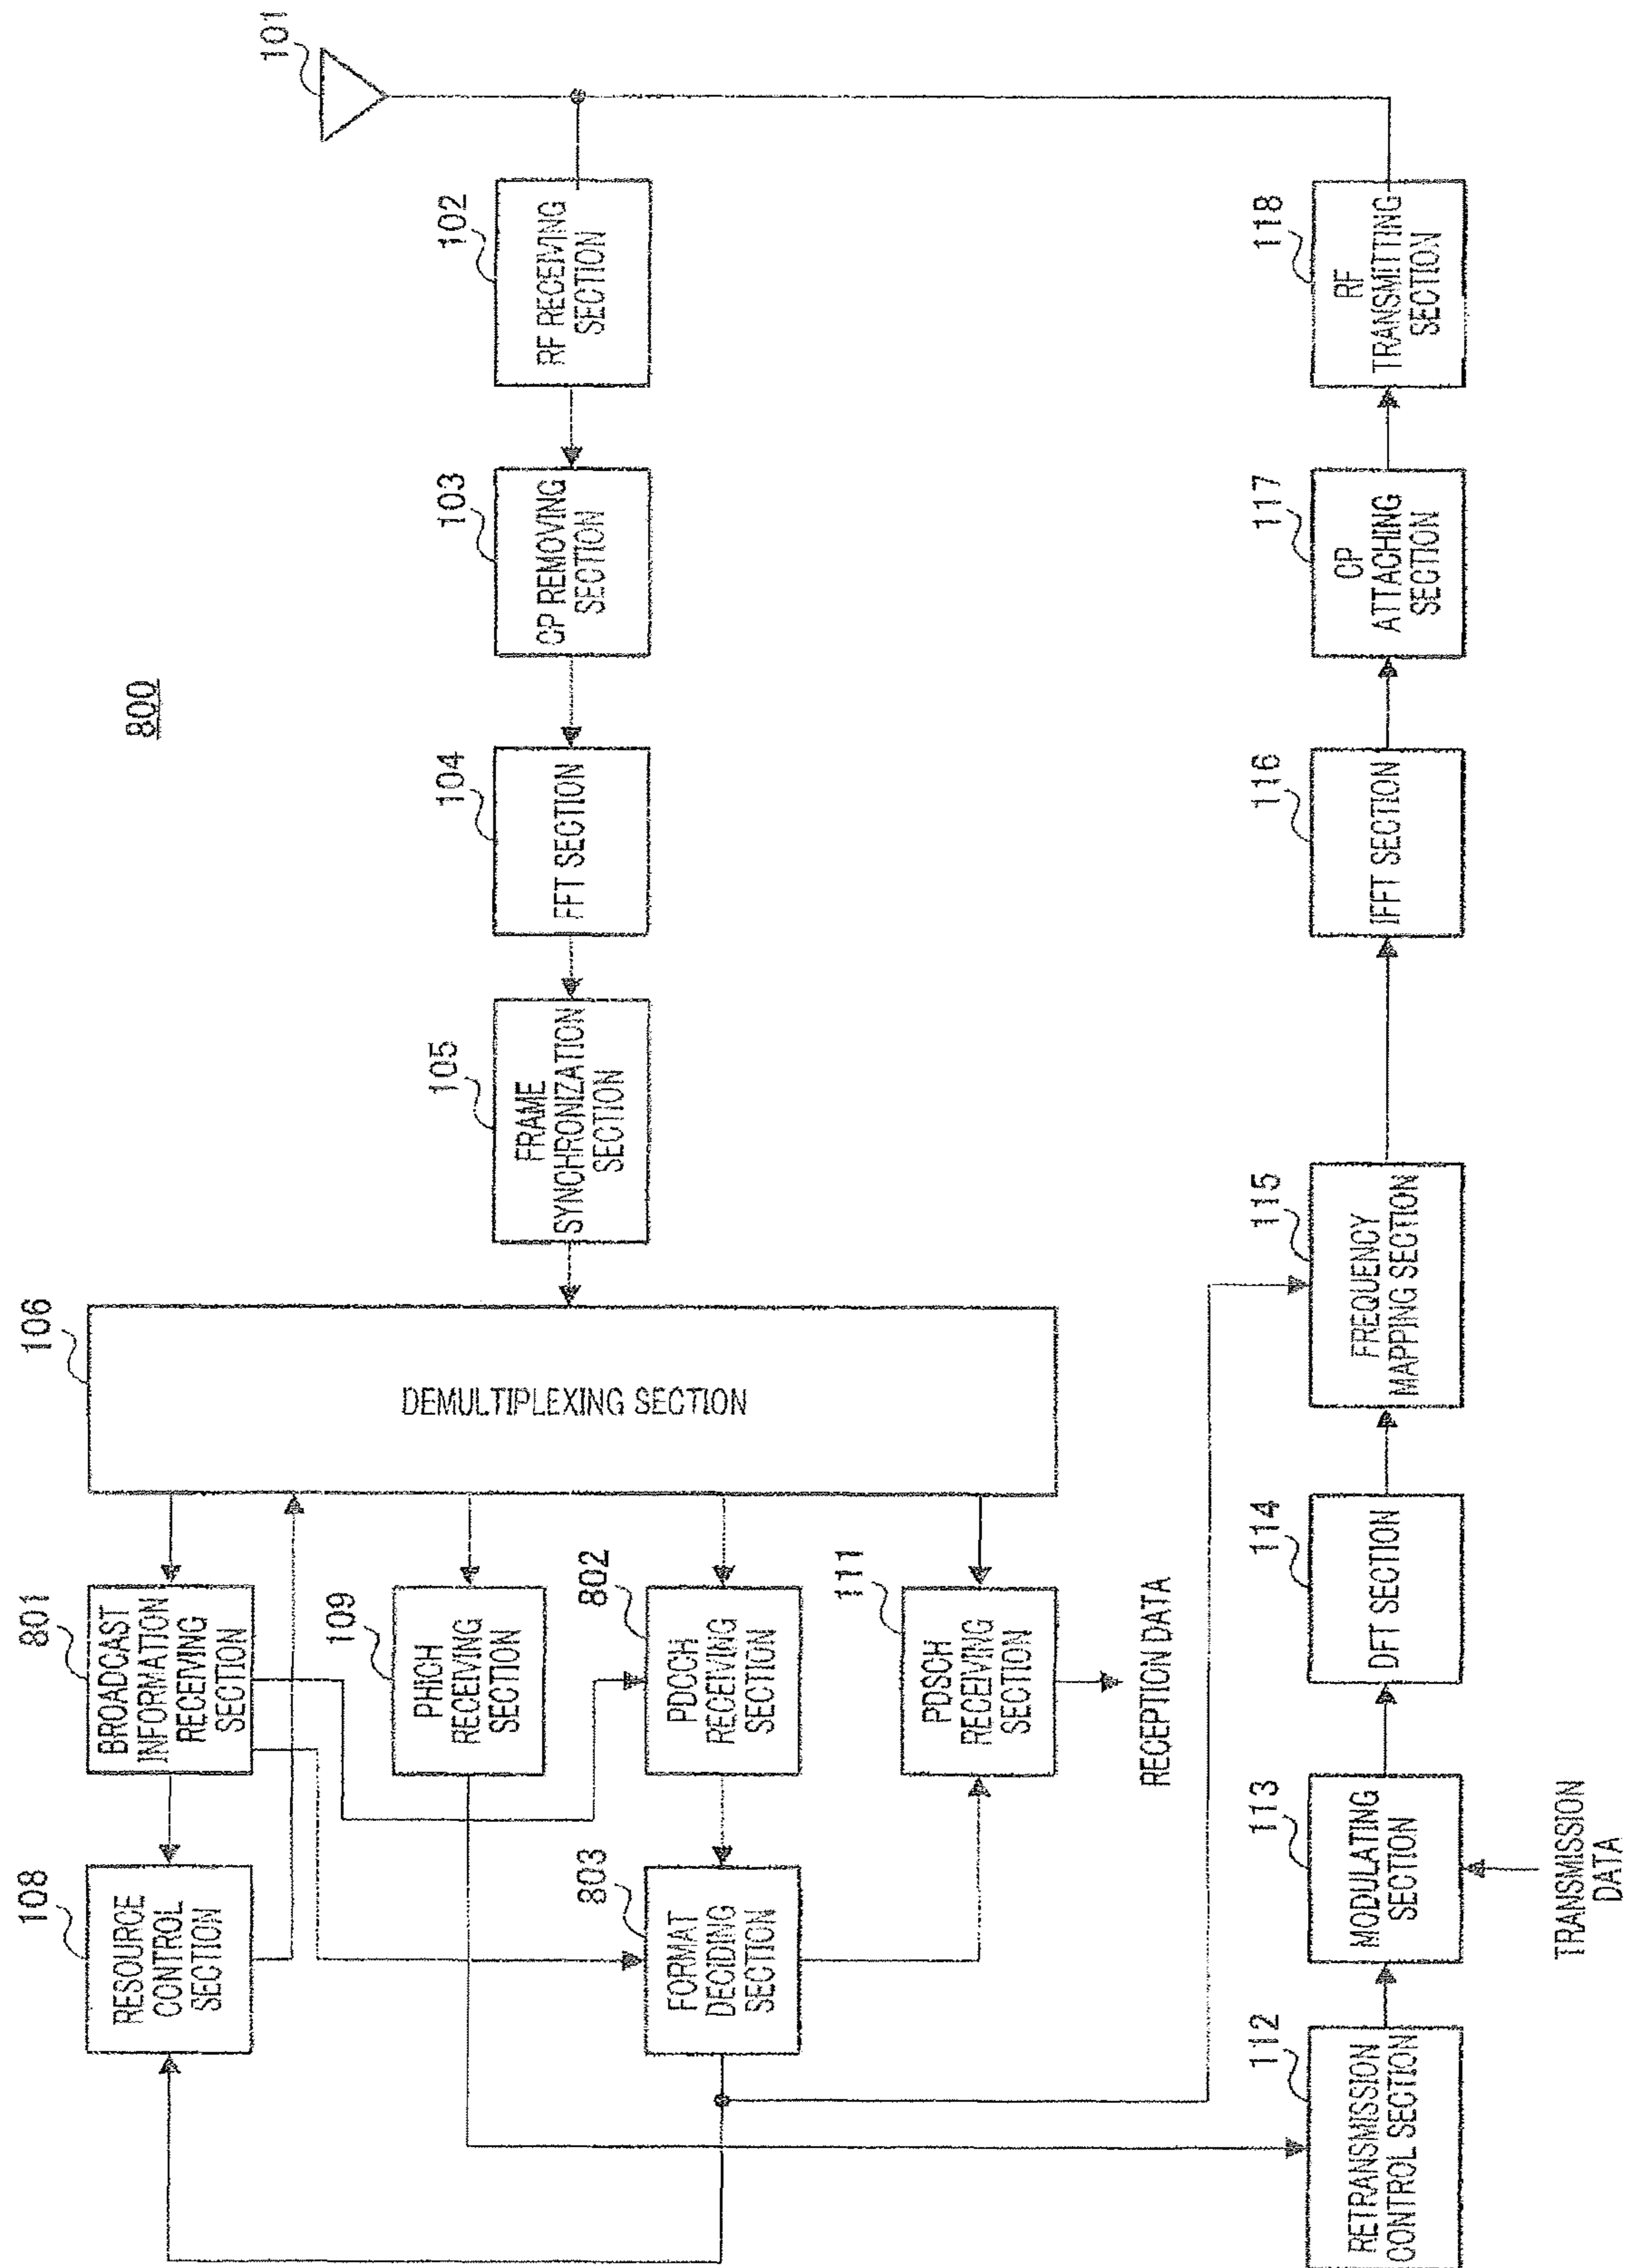 800
101
102
RF RECEIVING
SECTION
103
CP REMOVING
SECTION
104
FFT SECTION
105
FRAME
SYNCHRONIZATION
SECTION
106
DEMULTIPLEXING SECTION
801
BROADCAST
INFORMATION
RECEIVING
SECTION
108
RESOURCE
CONTROL
SECTION
109
PHICH
RECEIVING
SECTION
802
PDCCH
RECEIVING
SECTION
803
FORMAT
DECIDING
SECTION
111
PDSCH
RECEIVING
SECTION
RECEPTION DATA
112
RETRANSMISSION
CONTROL SECTION
113
MODULATING
SECTION
TRANSMISSION
DATA
114
DFT SECTION
115
FREQUENCY
MAPPING SECTION
116
IFFT SECTION
117
CP
ATTACHING
SECTION
118
RF
TRANSMITTING
SECTION